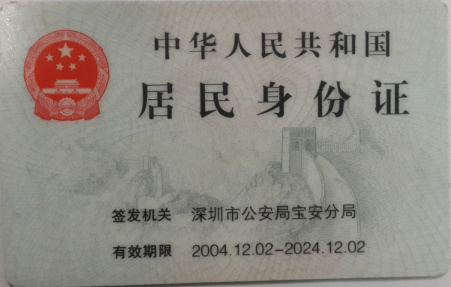 中华人民共和国
居民身份证
签发机关 深圳市公安局宝安分局
有效期限 2004.12.02-2024.12.02